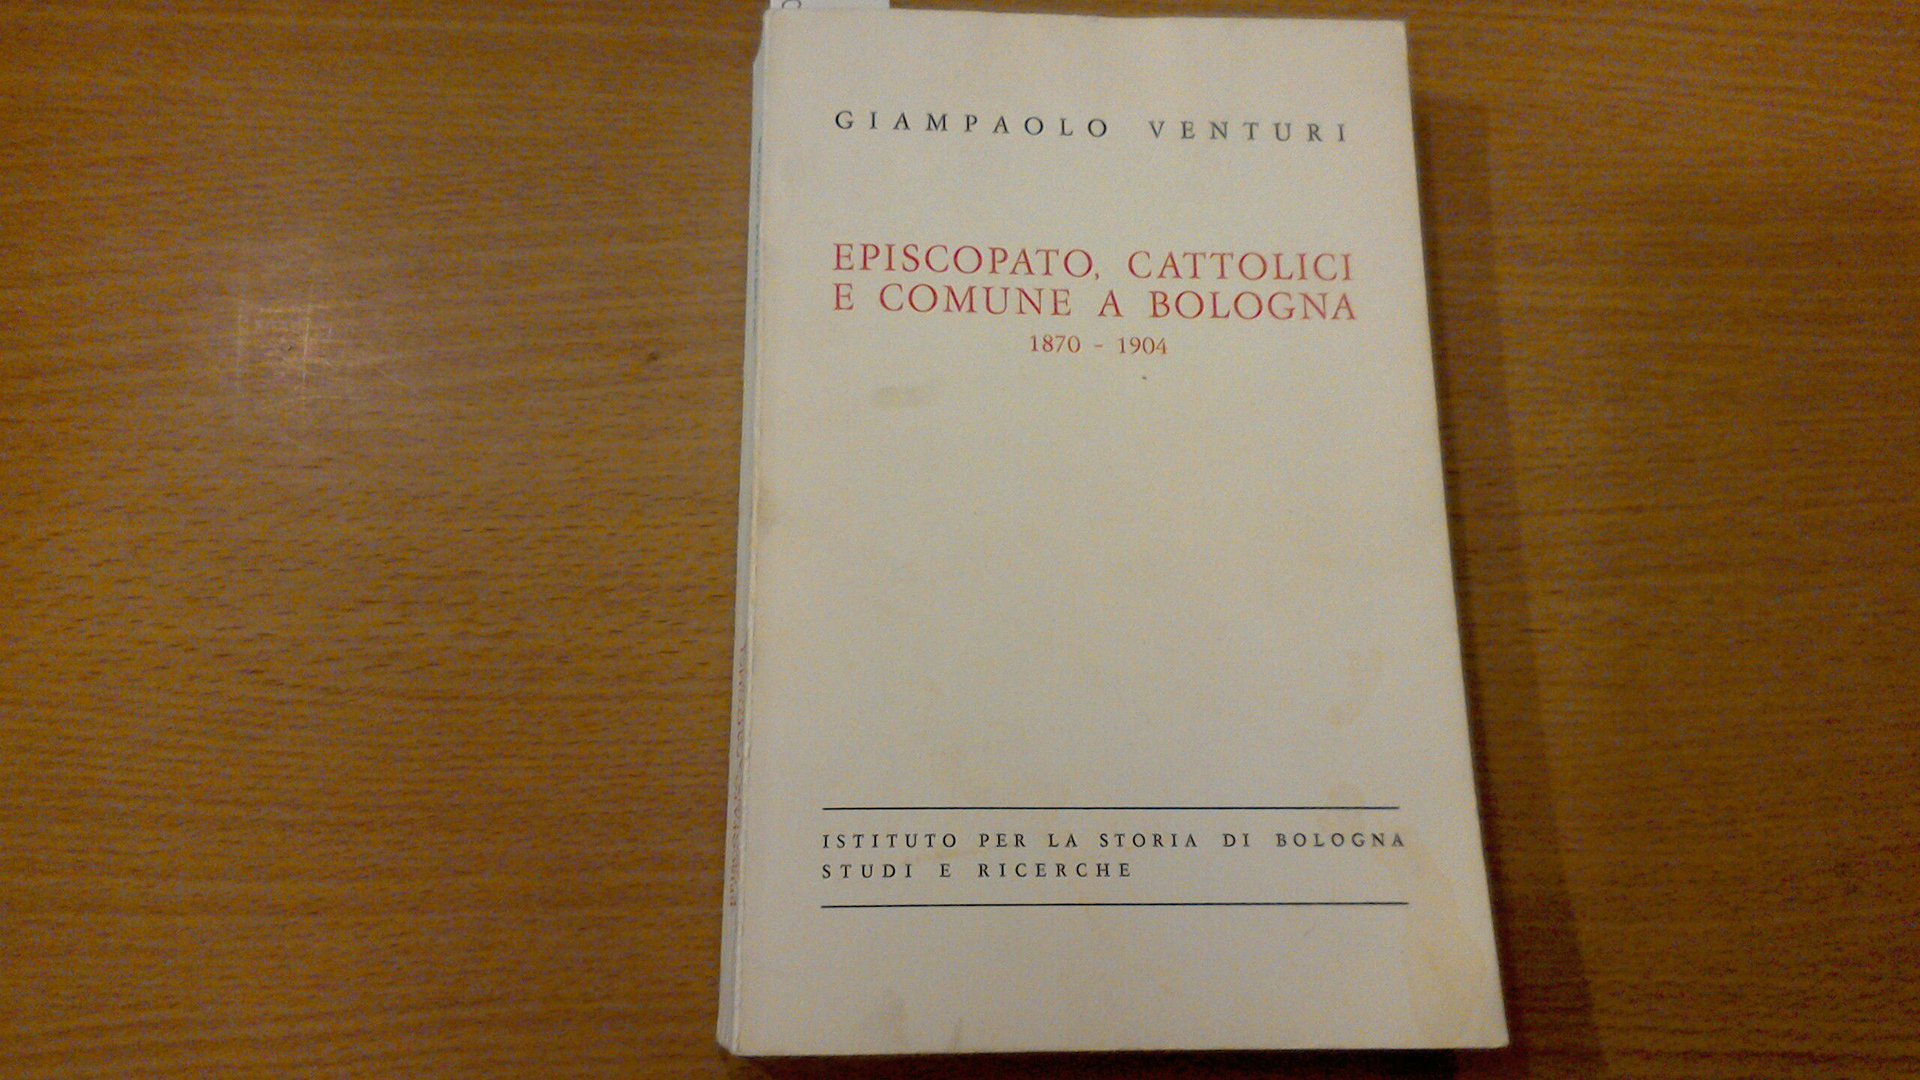 GIAMPAOLO VENTURI
EPISCOPATO, CATTOLICI
E COMUNE A BOLOGNA
1870 - 1904
ISTITUTO PER LA STORIA DI BOLOGNA
STUDI E RICERCHE